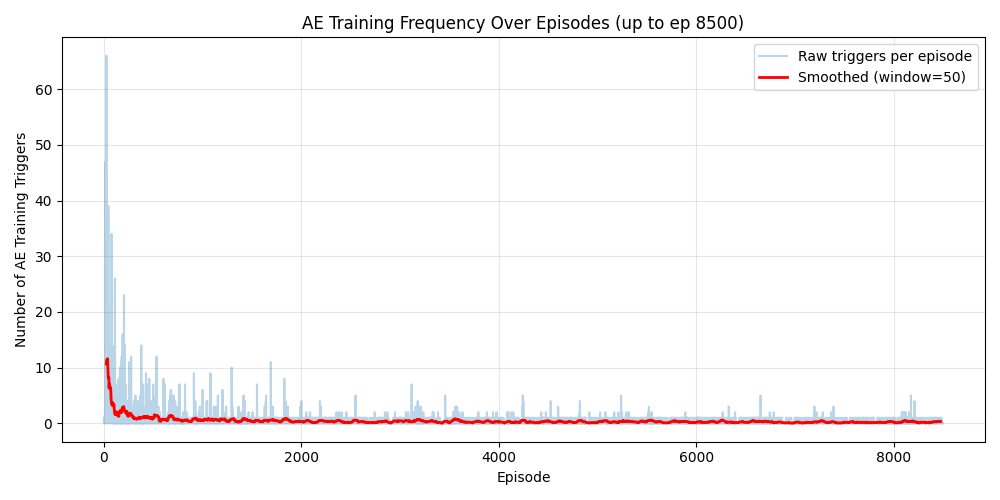 AE Training Frequency Over Episodes (up to ep 8500)
Raw triggers per episode
Smoothed (window=50)
Number of AE Training Triggers
60
50
40
30
20
10
0
0 2000 4000 6000 8000
Episode